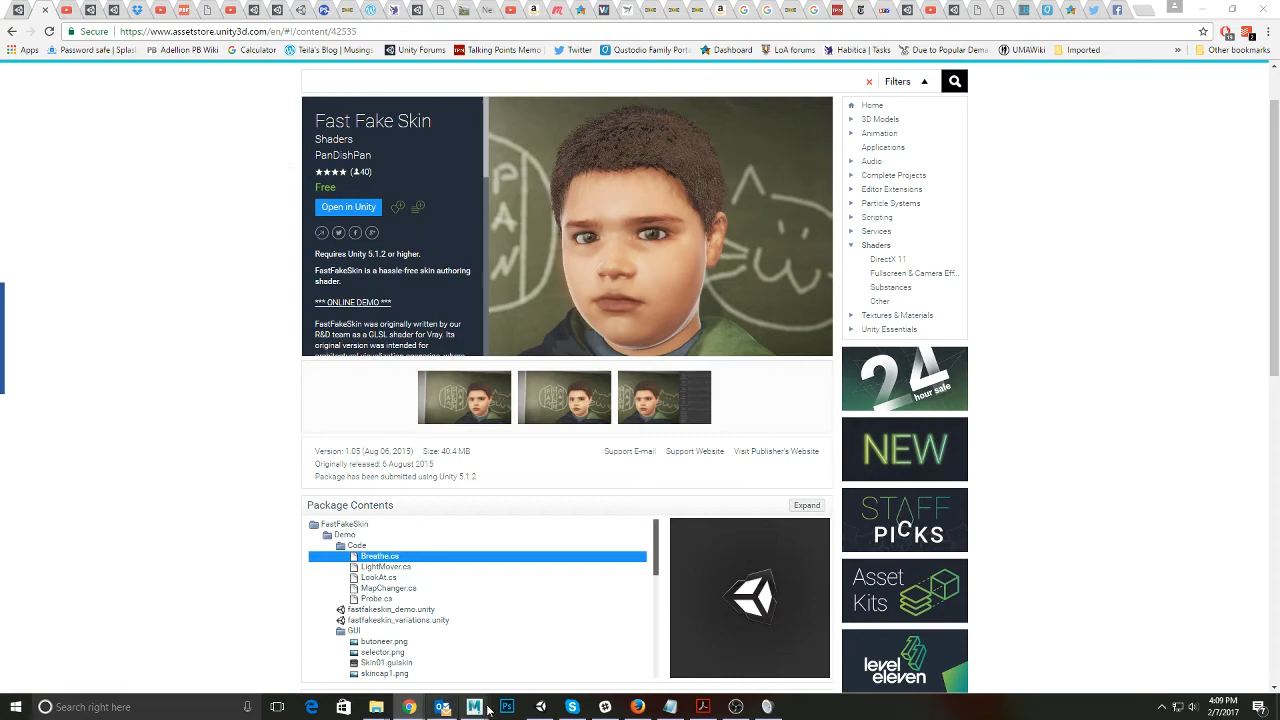 Secure
https://www.assetstore.unity3d.com/en/#!/content/42535
Apps
Password safe | Splas
Adellion PB Wiki
Calculator
Teila's Blog | Musings
Unity Forums
Talking Points Memo
Twitter
Qustodio Family Port
Dashboard
LoA forums
Habitica | Tasks
Due to Popular Dema
UMAWiki
Imported...
Other bookmarks
Filters
Fast Fake Skin
Shaders
PanDishPan
(40)
Free
Open in Unity
Requires Unity 5.1.2 or higher.
FastFakeSkin is a hassle-free skin authoring
shader.
*** ONLINE DEMO ***
FastFakeSkin was originally written by our
R&D team as a GLSL shader for Vray. Its
original version was intended for
PAN
Home
3D Models
Animation
Applications
Audio
Complete Projects
Editor Extensions
Particle Systems
Scripting
Services
Shaders
DirectX 11
Fullscreen & Camera Eff...
Substances
Other
Textures & Materials
Unity Essentials
24
hour sale
NEW
STAFF
PICKS
Asset
Kits
level
eleven
Version: 1.05 (Aug 06, 2015) Size: 40.4 MB
Support E-mail Support Website Visit Publisher's Website
Originally released: 6 August 2015
Package has been submitted using Unity 5.1.2
Package Contents
Expand
FastFakeSkin
Demo
Code
Breathe.cs
LightMover.cs
LookAt.cs
MapChanger.cs
Probe.cs
fastfakeskin_demo.unity
fastfakeskin_variations.unity
GUI
butoneer.png
selector.png
Skin01.guiskin
skincap1.png
Search right here
4:09 PM
2/7/2017